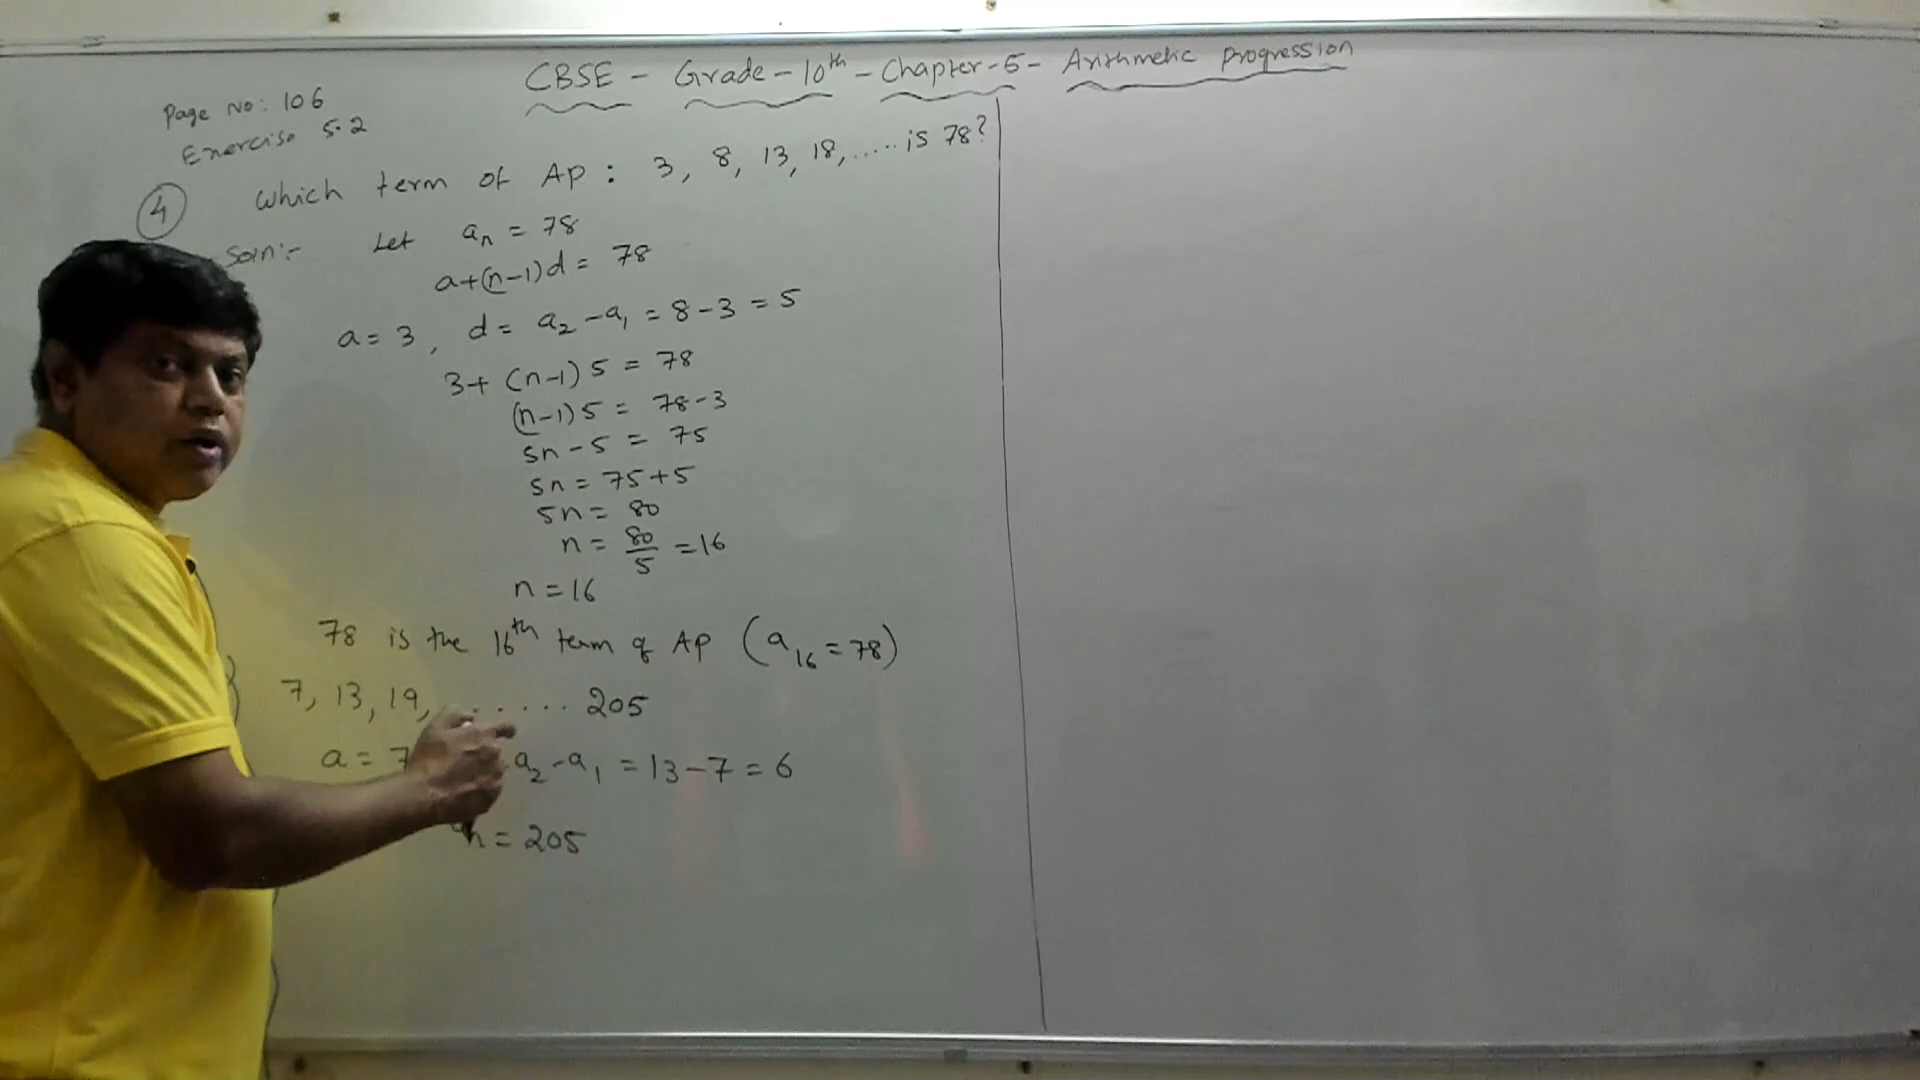 CBSE - Grade-10th - Chapter-5 - Arithmetic Progression
Page No: 106
Exercise 5.2
4 Which term of AP: 3, 8, 13, 18, ..... is 78?
Soln:- Let aₙ = 78
a+(n-1)d = 78
a = 3, d = a₂ - a₁ = 8 - 3 = 5
3 + (n-1) 5 = 78
(n-1) 5 = 78-3
5n - 5 = 75
5n = 75+5
5n = 80
n = 80/5 = 16
n = 16
78 is the 16th term of AP (a₁₆ = 78)
7, 13, 19, ...... 205
a = 7 a₂ - a₁ = 13 - 7 = 6
n = 205